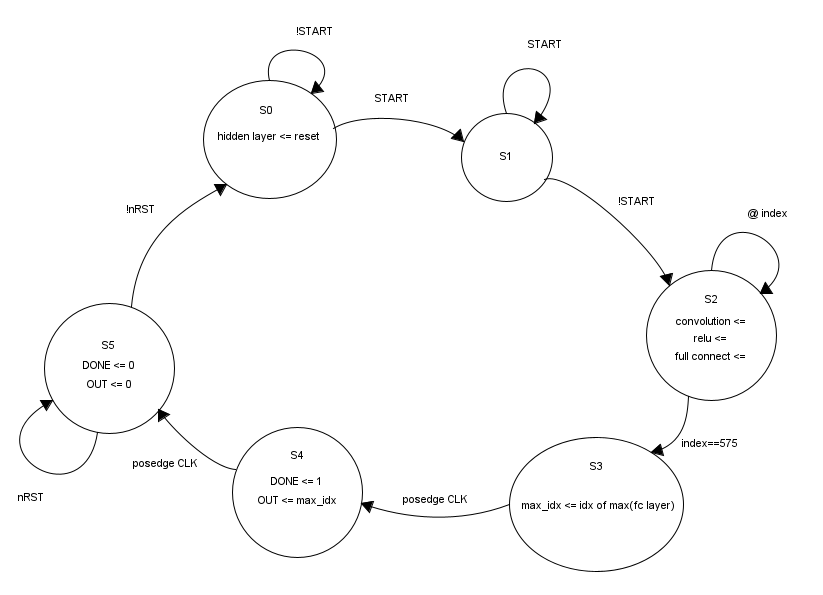 !START
START
START
S0
hidden layer <= reset
S1
!START
@ index
!nRST
S2
convolution <=
relu <=
full connect <=
S5
DONE <= 0
OUT <= 0
index==575
S4
posedge CLK
S3
DONE <= 1
OUT <= max_idx
posedge CLK
max_idx <= idx of max(fc layer)
nRST